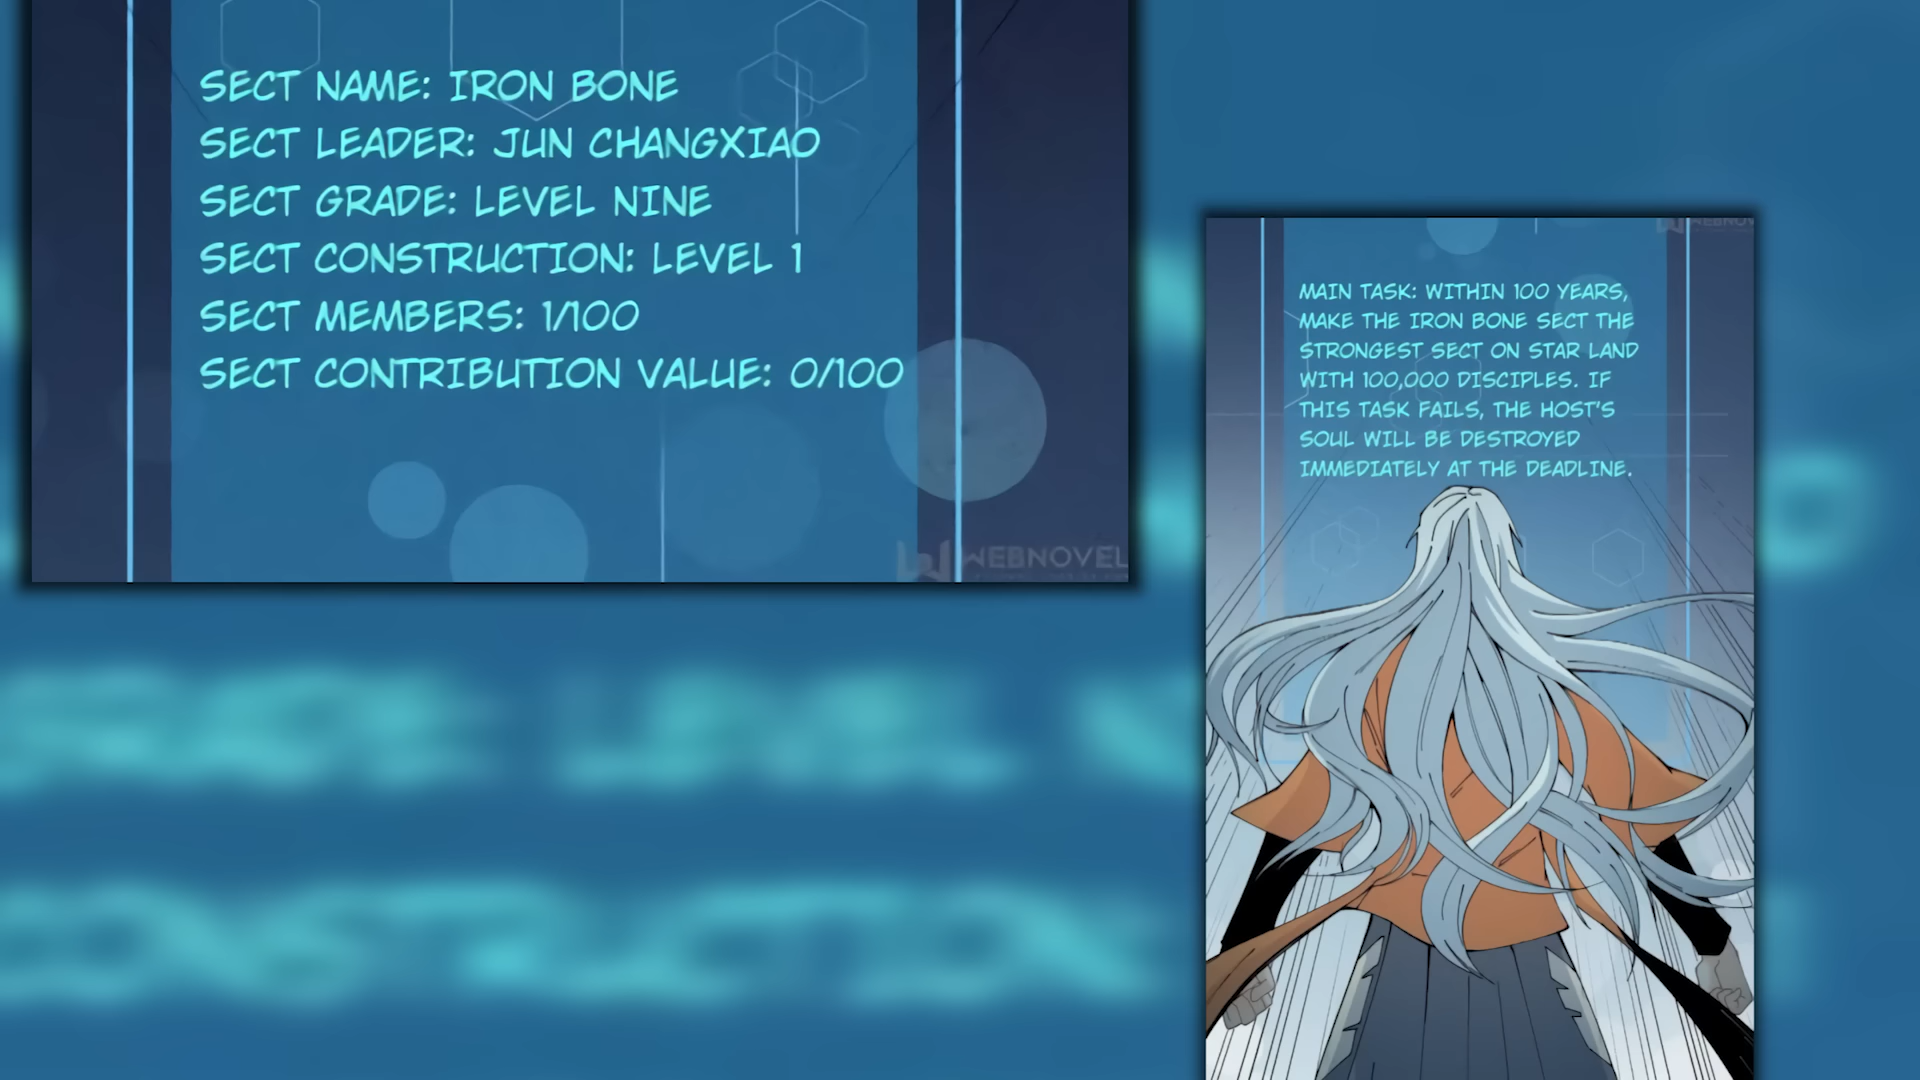 SECT NAME: IRON BONE
SECT LEADER: JUN CHANGXIAO
SECT GRADE: LEVEL NINE
SECT CONSTRUCTION: LEVEL 1
SECT MEMBERS: 1/100
SECT CONTRIBUTION VALUE: 0/100
WEBNOVEL
WEBNOV
MAIN TASK: WITHIN 100 YEARS,
MAKE THE IRON BONE SECT THE
STRONGEST SECT ON STAR LAND
WITH 100,000 DISCIPLES. IF
THIS TASK FAILS, THE HOST'S
SOUL WILL BE DESTROYED
IMMEDIATELY AT THE DEADLINE.